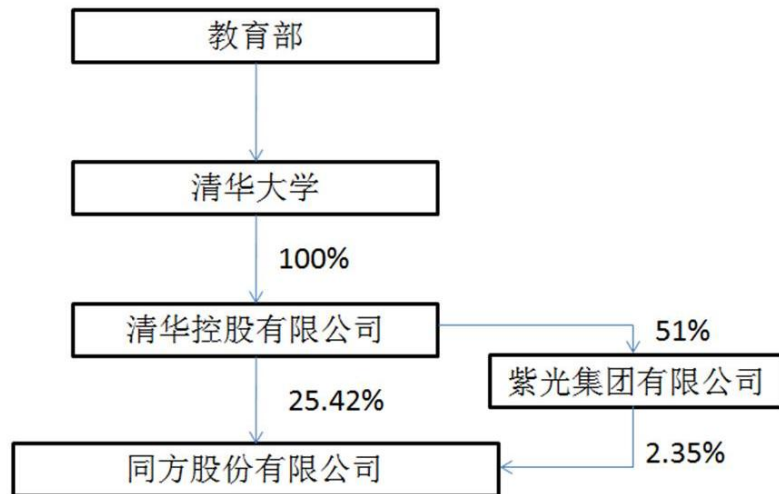 教育部
清华大学
100%
清华控股有限公司
51%
紫光集团有限公司
25.42%
2.35%
同方股份有限公司